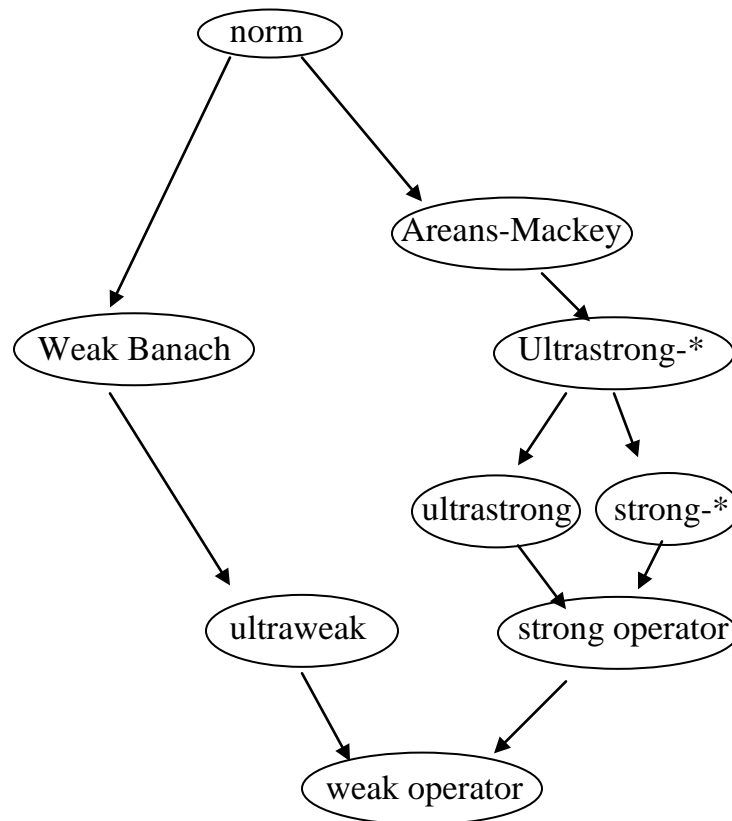 norm
Areans-Mackey
Weak Banach
Ultrastrong-*
ultrastrong
strong-*
ultraweak
strong operator
weak operator